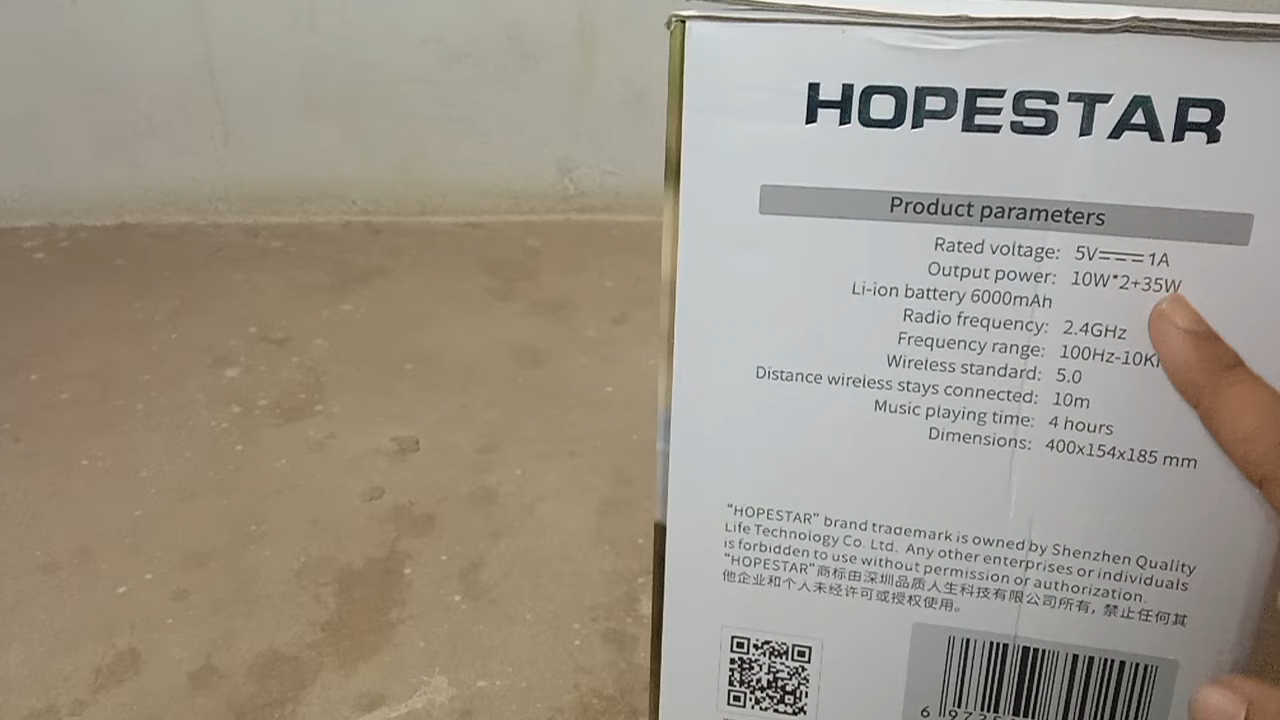 HOPESTAR
Product parameters
Rated voltage: 5V⎓1A
Output power: 10W*2+35W
Li-ion battery 6000mAh
Radio frequency: 2.4GHz
Frequency range: 100Hz-10K
Wireless standard: 5.0
Distance wireless stays connected: 10m
Music playing time: 4 hours
Dimensions: 400x154x185 mm
"HOPESTAR" brand trademark is owned by Shenzhen Quality
Life Technology Co. Ltd. Any other enterprises or individuals
is forbidden to use without permission or authorization.
"HOPESTAR"商标由深圳品质人生科技有限公司所有，禁止任何其
他企业和个人未经许可或授权使用。